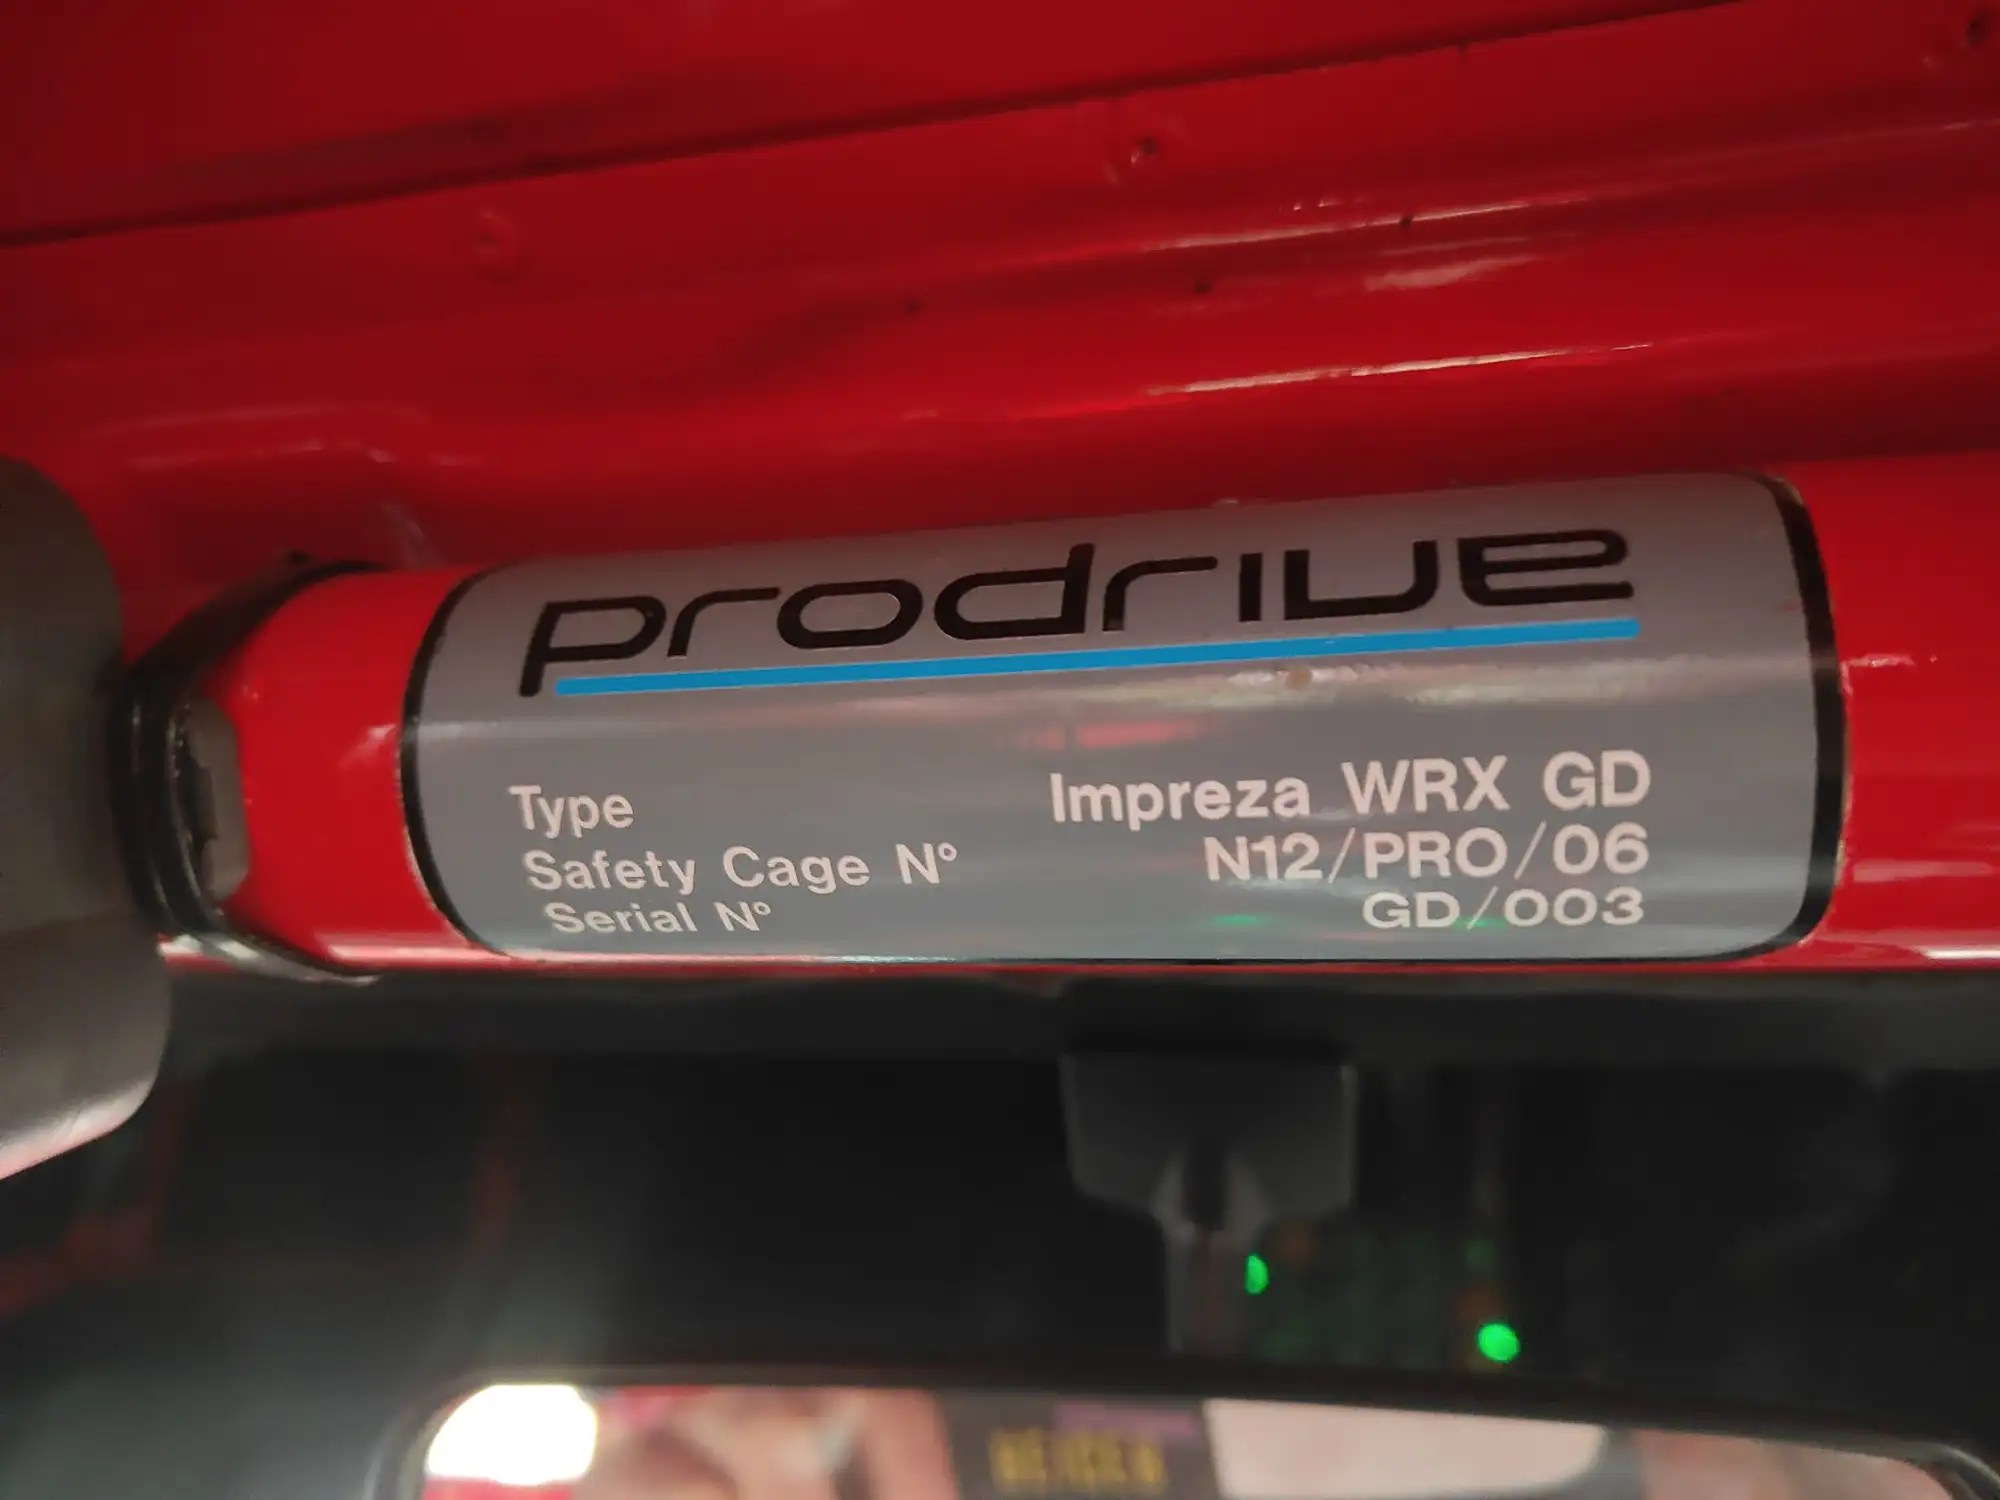 prodrive
Type Impreza WRX GD
Safety Cage N° N12/PRO/06
Serial N° GD/003